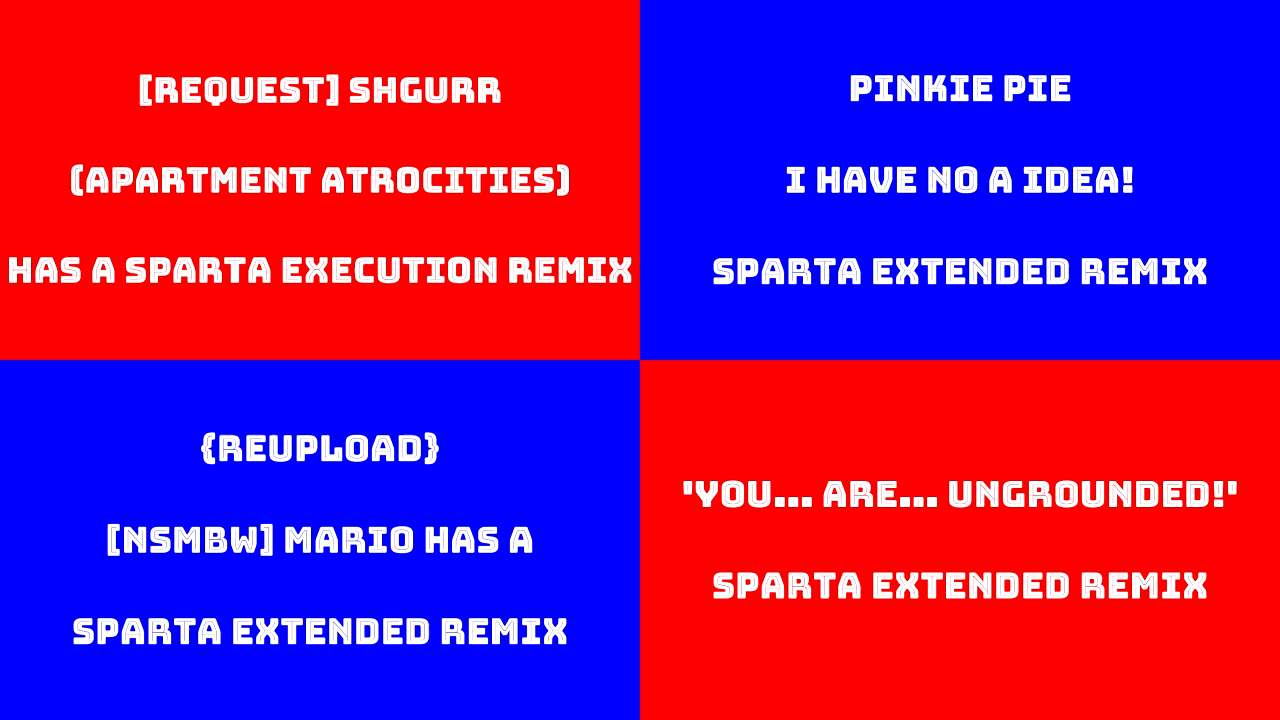 [REQUEST] SHGURR
(APARTMENT ATROCITIES)
HAS A SPARTA EXECUTION REMIX
PINKIE PIE
I HAVE NO A IDEA!
SPARTA EXTENDED REMIX
{REUPLOAD}
[NSMBW] MARIO HAS A
SPARTA EXTENDED REMIX
"YOU... ARE... UNGROUNDED!"
SPARTA EXTENDED REMIX